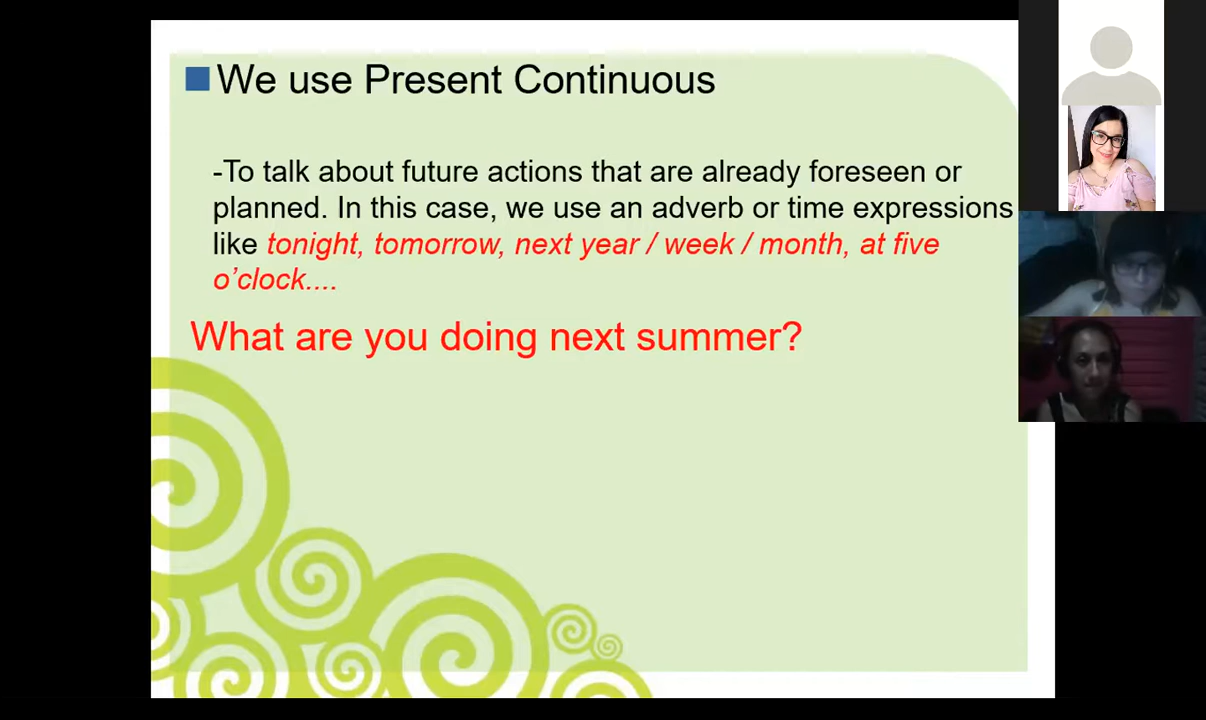 We use Present Continuous
-To talk about future actions that are already foreseen or
planned. In this case, we use an adverb or time expressions
like tonight, tomorrow, next year / week / month, at five
o’clock....
What are you doing next summer?